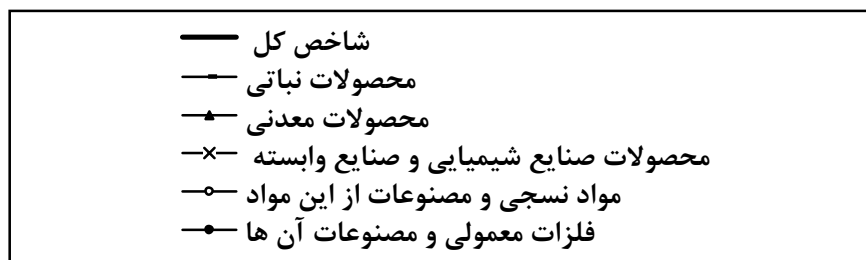 شاخص کل
محصولات نباتی
محصولات معدنی
محصولات صنایع شیمیایی و صنایع وابسته
مواد نسجی و مصنوعات از این مواد
فلزات معمولی و مصنوعات آن ها